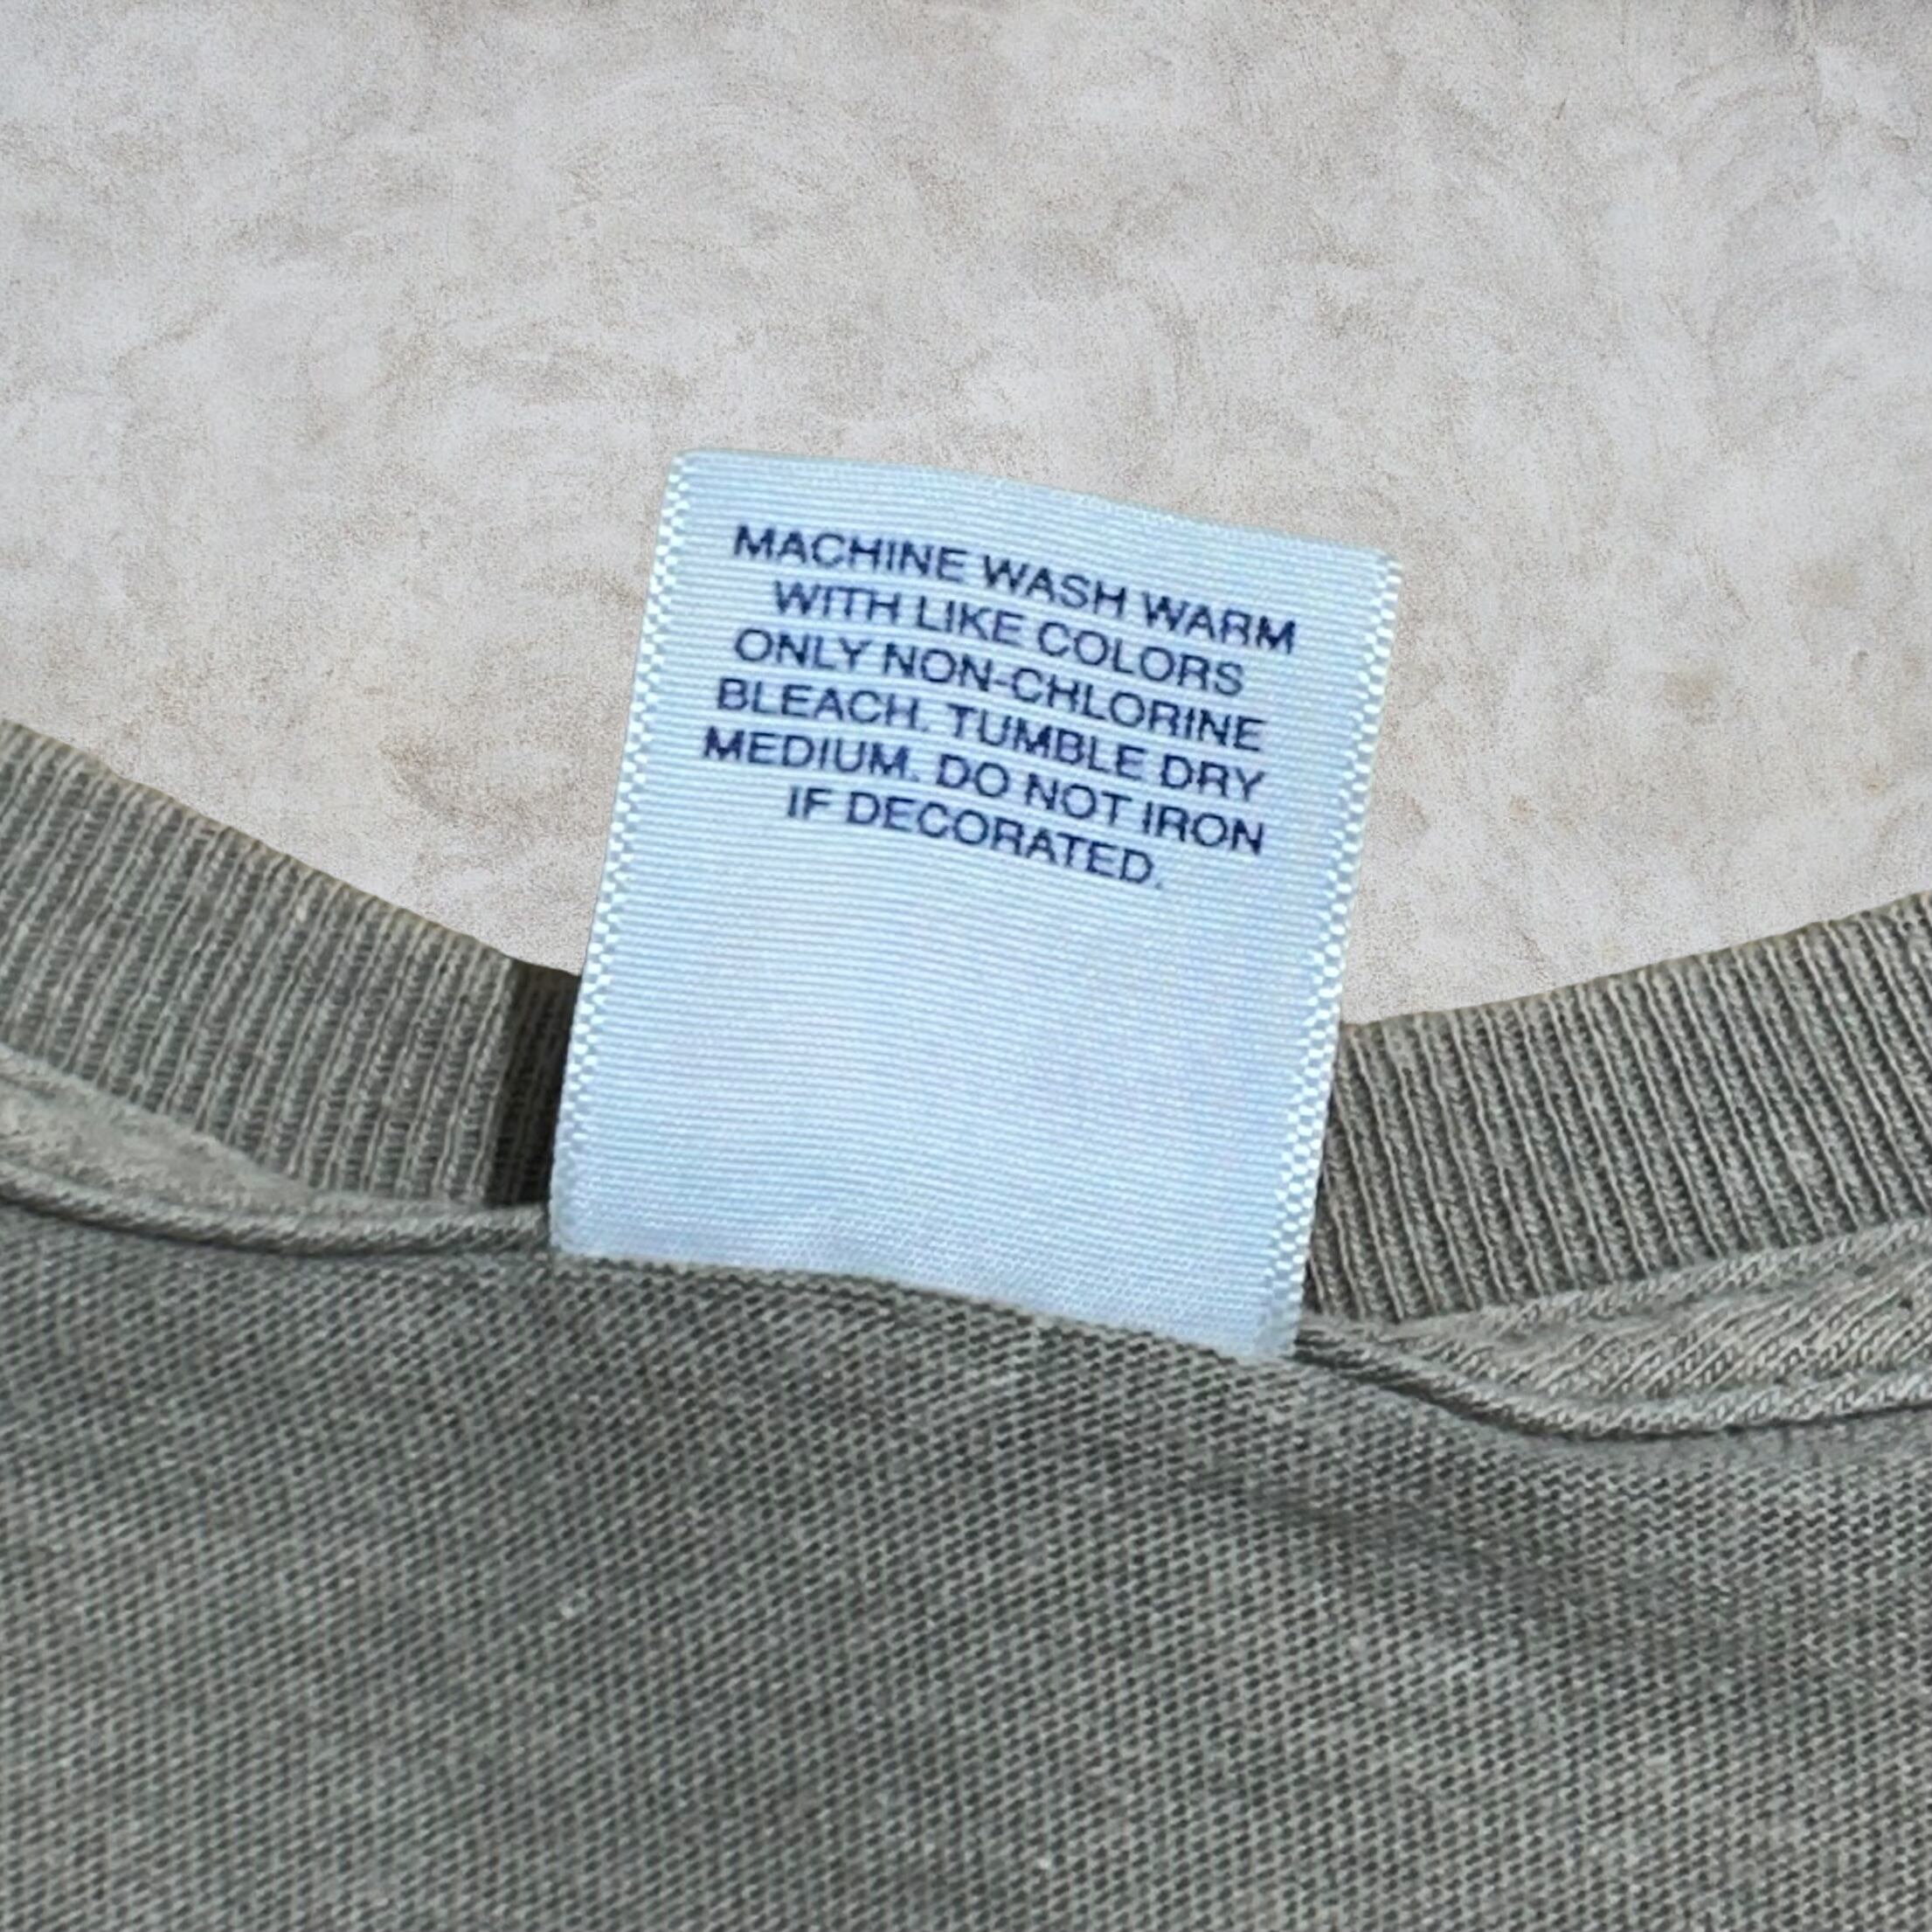 MACHINE WASH WARM
WITH LIKE COLORS
ONLY NON-CHLORINE
BLEACH. TUMBLE DRY
MEDIUM. DO NOT IRON
IF DECORATED.